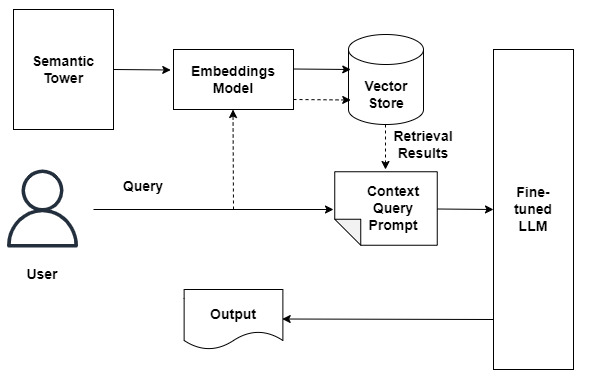 Semantic
Tower
Embeddings
Model
Vector
Store
Retrieval
Results
Query
Context
Query
Prompt
Fine-
tuned
LLM
User
Output